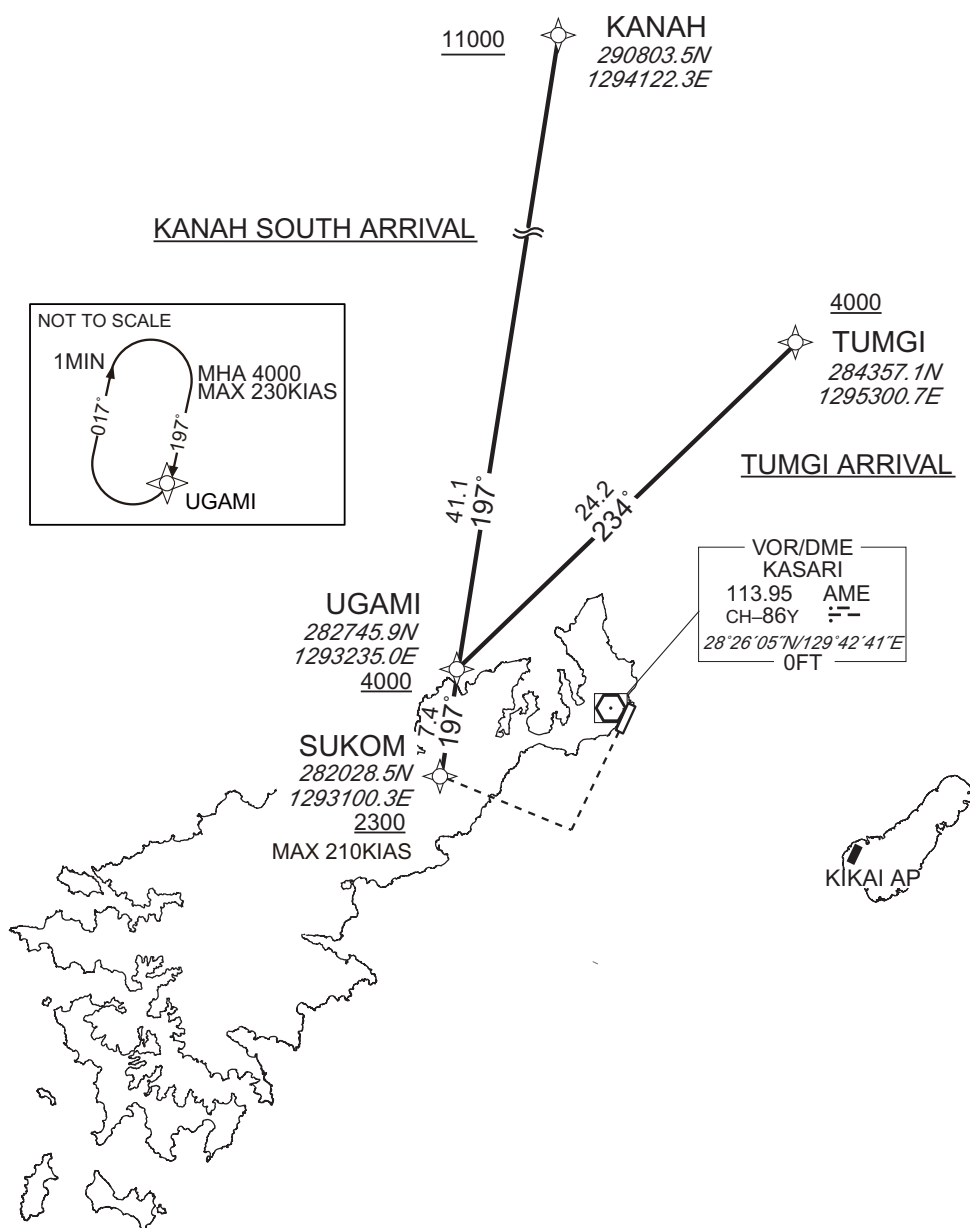 11000
KANAH
290803.5N
1294122.3E
KANAH SOUTH ARRIVAL
NOT TO SCALE
1MIN
MHA 4000
MAX 230KIAS
017°
197°
UGAMI
4000
TUMGI
284357.1N
1295300.7E
TUMGI ARRIVAL
41.1
197°
24.2
234°
VOR/DME
KASARI
113.95 AME
CH–86Y
28°26′05″N/129°42′41″E
0FT
UGAMI
282745.9N
1293235.0E
4000
7.4
197°
SUKOM
282028.5N
1293100.3E
2300
MAX 210KIAS
KIKAI AP